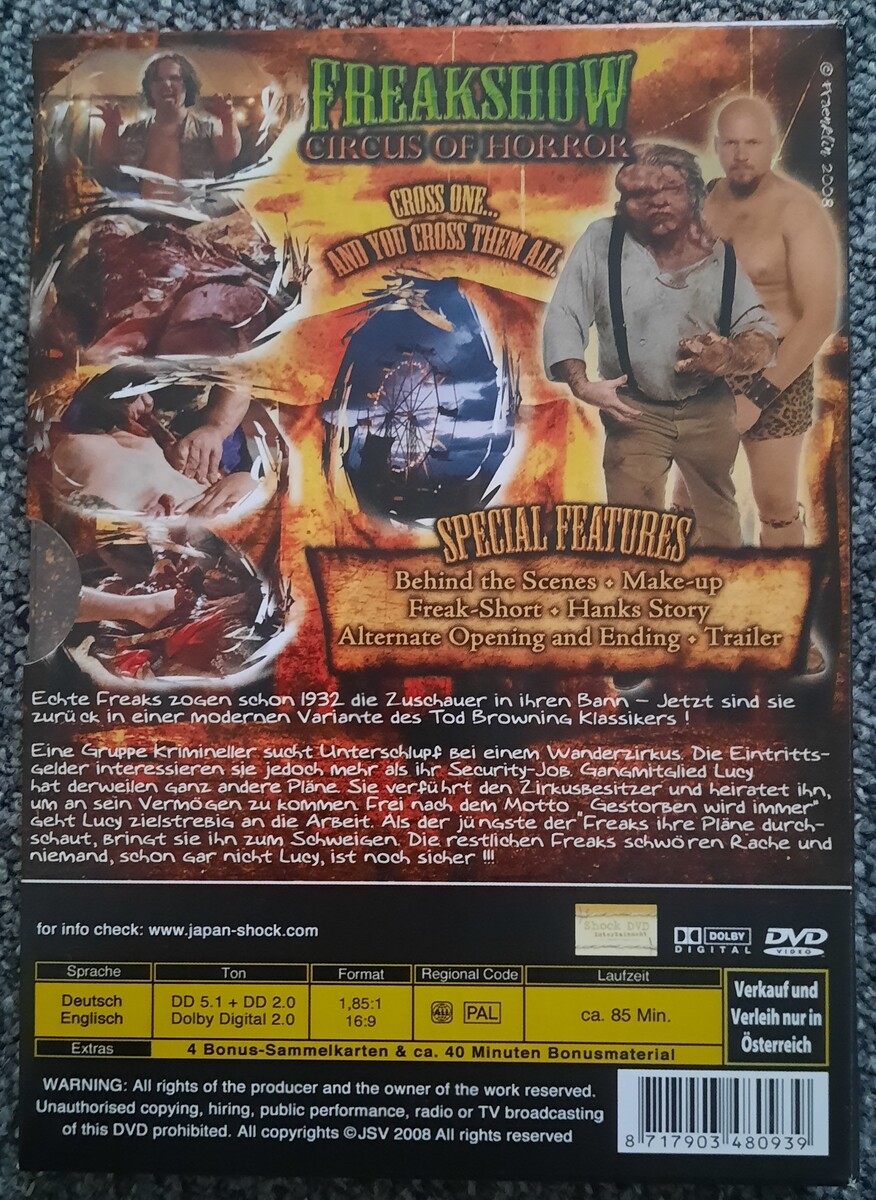 FREAKSHOW
CIRCUS OF HORROR
© 2008
CROSS ONE...
AND YOU CROSS THEM ALL
SPECIAL FEATURES
Behind the Scenes • Make-up
Freak-Short • Hanks Story
Alternate Opening and Ending • Trailer
Echte Freaks zogen schon 1932 die Zuschauer in ihren Bann – Jetzt sind sie
zurück in einer modernen Variante des Tod Browning Klassikers !
Eine Gruppe Krimineller sucht Unterschlupf bei einem Wanderzirkus. Die Eintritts-
gelder interessieren sie jedoch mehr als ihr Security-Job. Gangmitglied Lucy
hat derweilen ganz andere Pläne. Sie verführt den Zirkusbesitzer und heiratet ihn,
um an sein Vermögen zu kommen. Frei nach dem Motto Gestorben wird immer"
geht Lucy zielstrebig an die Arbeit. Als der jüngste der "Freaks ihre Pläne durch-
schaut, bringt sie ihn zum Schweigen. Die restlichen Freaks schwören Rache und
niemand, schon gar nicht Lucy, ist noch sicher !!!
for info check: www.japan-shock.com
Shock DVD
Entertainment
DOLBY
DIGITAL
DVD
VIDEO
Sprache Ton Format Regional Code Laufzeit
Deutsch DD 5.1 + DD 2.0 1,85:1 ALL PAL ca. 85 Min.
Englisch Dolby Digital 2.0 16:9
Verkauf und
Verleih nur in
Österreich
Extras 4 Bonus-Sammelkarten & ca. 40 Minuten Bonusmaterial
WARNING: All rights of the producer and the owner of the work reserved.
Unauthorised copying, hiring, public performance, radio or TV broadcasting
of this DVD prohibited. All copyrights ©JSV 2008 All rights reserved
8 717903 480939